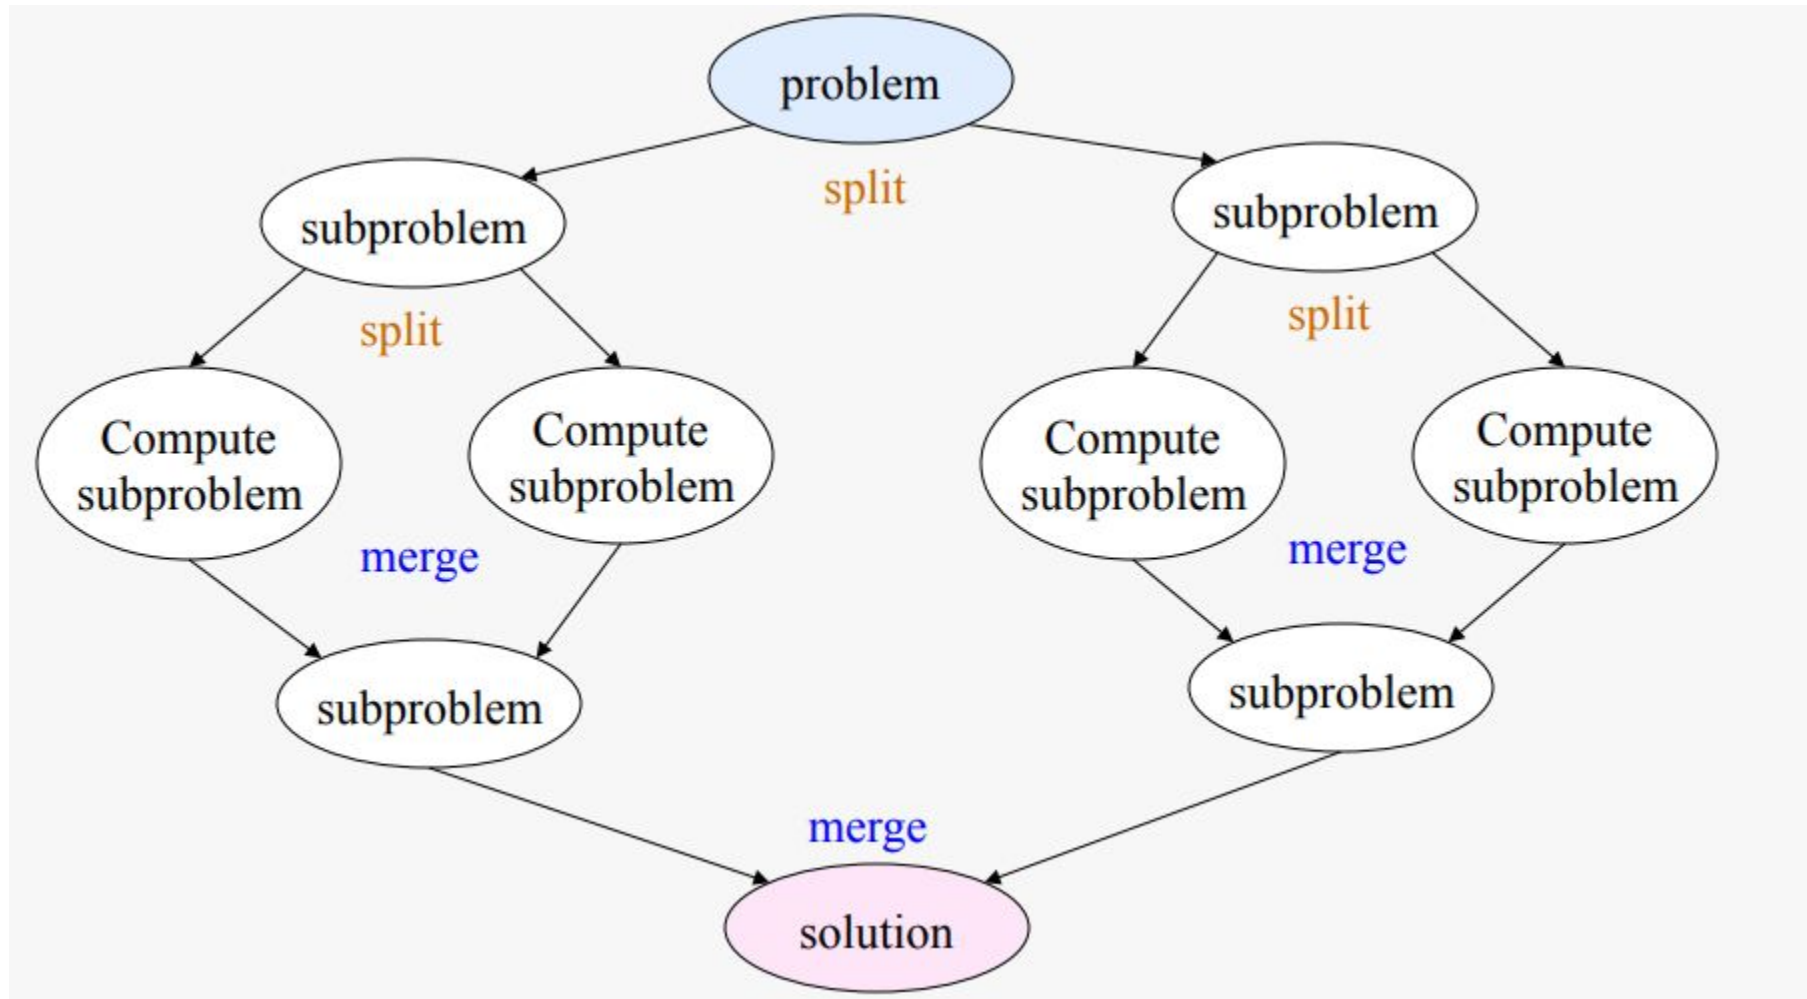 problem
split
subproblem
subproblem
split
split
Compute
subproblem
Compute
subproblem
Compute
subproblem
Compute
subproblem
merge
merge
subproblem
subproblem
merge
solution